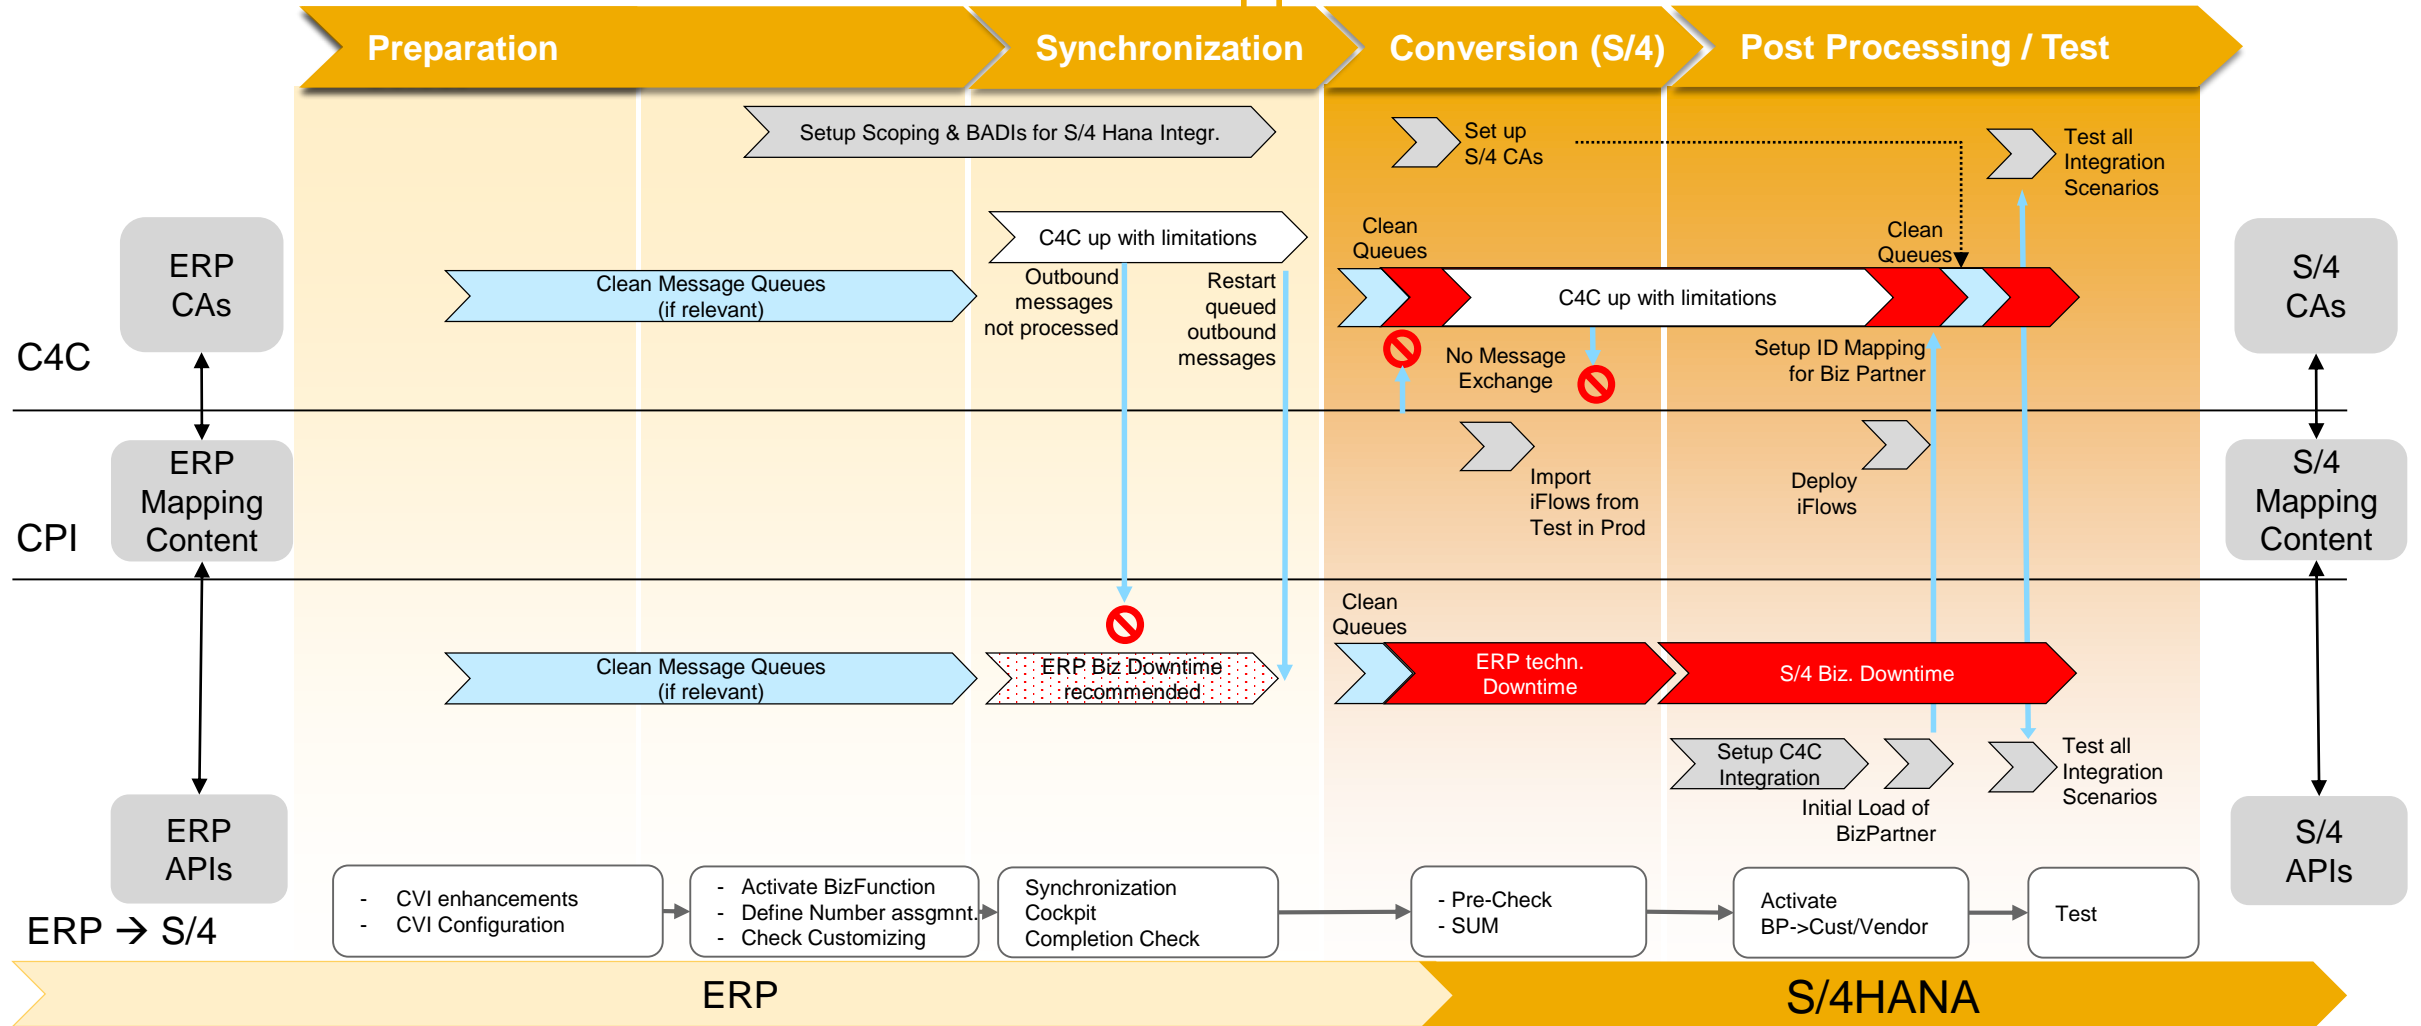 Preparation
Synchronization
Conversion (S/4)
Post Processing / Test
Setup Scoping & BADIs for S/4 Hana Integr.
Set up
S/4 CAs
Test all
Integration
Scenarios
ERP
CAs
C4C up with limitations
Clean
Queues
Clean
Queues
S/4
CAs
Clean Message Queues
(if relevant)
Outbound
messages
not processed
Restart
queued
outbound
messages
C4C up with limitations
C4C
No Message
Exchange
Setup ID Mapping
for Biz Partner
ERP
Mapping
Content
CPI
Import
iFlows from
Test in Prod
Deploy
iFlows
S/4
Mapping
Content
Clean
Queues
Clean Message Queues
(if relevant)
ERP Biz Downtime
recommended
ERP techn.
Downtime
S/4 Biz. Downtime
Setup C4C
Integration
Initial Load of
BizPartner
Test all
Integration
Scenarios
ERP
APIs
S/4
APIs
ERP → S/4
- CVI enhancements
- CVI Configuration
- Activate BizFunction
- Define Number assgmnt.
- Check Customizing
Synchronization
Cockpit
Completion Check
- Pre-Check
- SUM
Activate
BP->Cust/Vendor
Test
ERP
S/4HANA